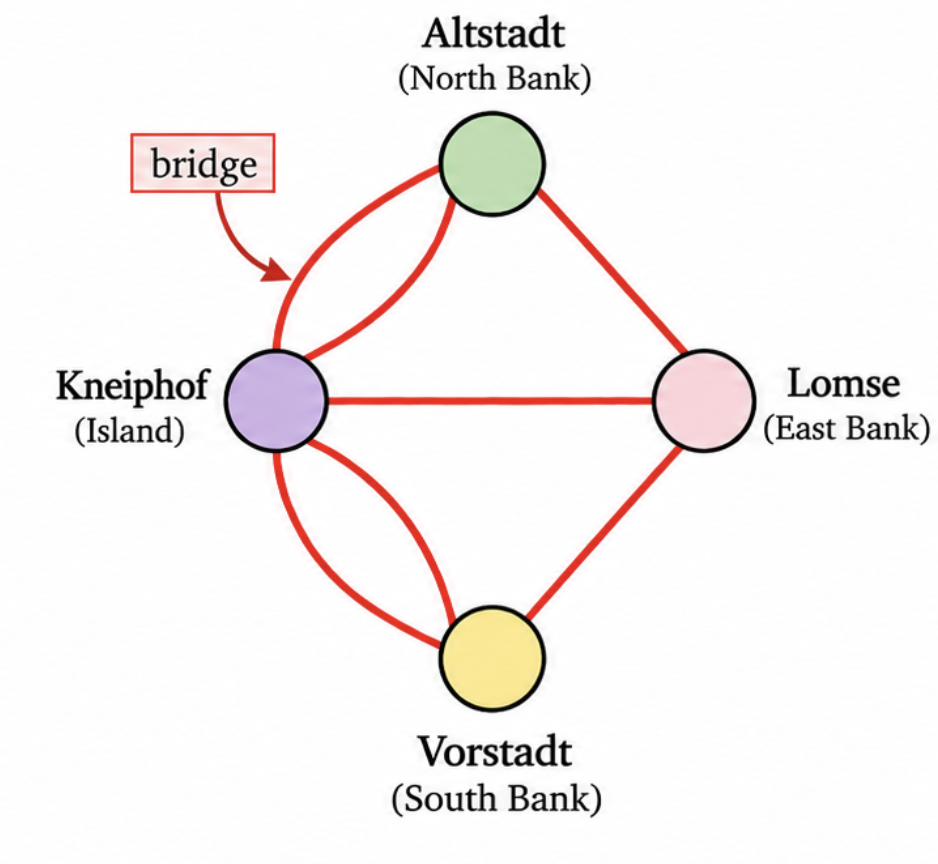 Altstadt
(North Bank)
bridge
Kneiphof
(Island)
Lomse
(East Bank)
Vorstadt
(South Bank)